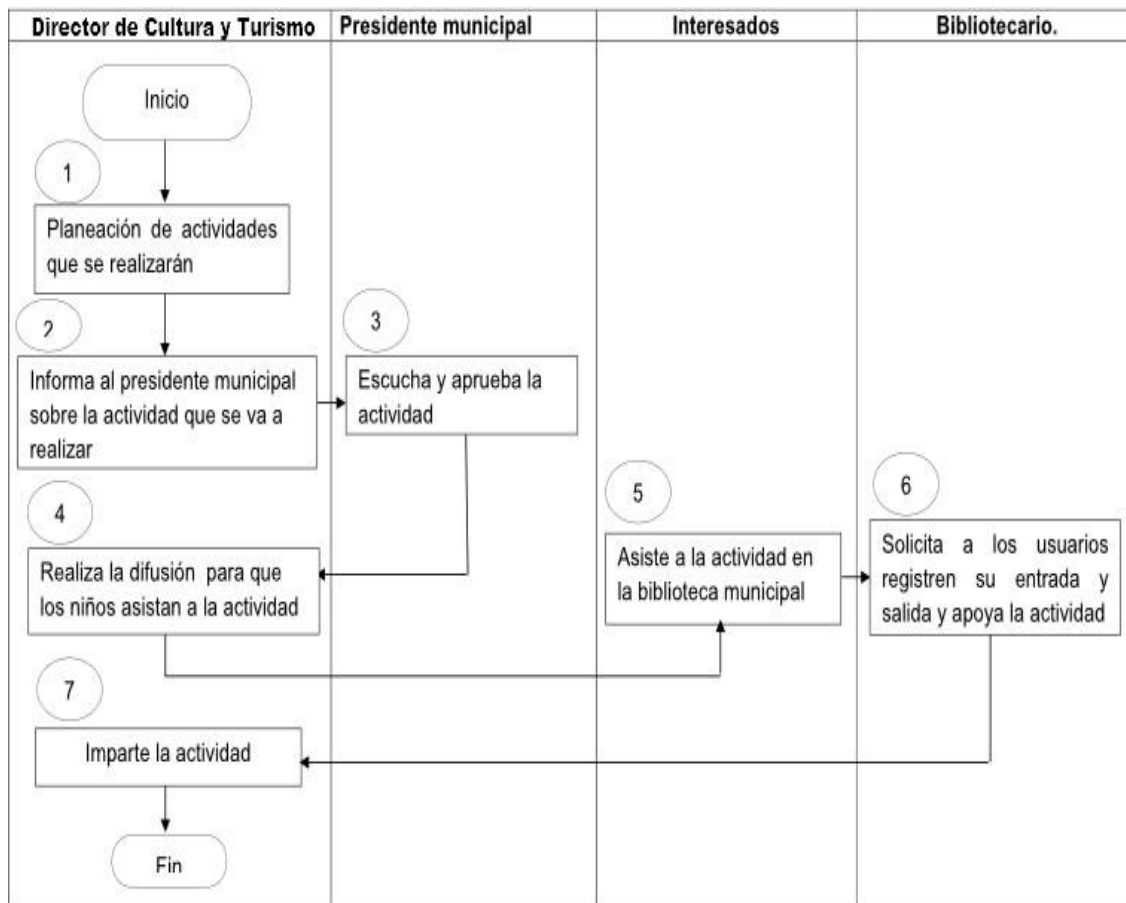 Director de Cultura y Turismo
Presidente municipal
Interesados
Bibliotecario.
Inicio
1
Planeación de actividades
que se realizarán
2
Informa al presidente municipal
sobre la actividad que se va a
realizar
3
Escucha y aprueba la
actividad
4
Realiza la difusión para que
los niños asistan a la actividad
5
Asiste a la actividad en
la biblioteca municipal
6
Solicita a los usuarios
registren su entrada y
salida y apoya la actividad
7
Imparte la actividad
Fin